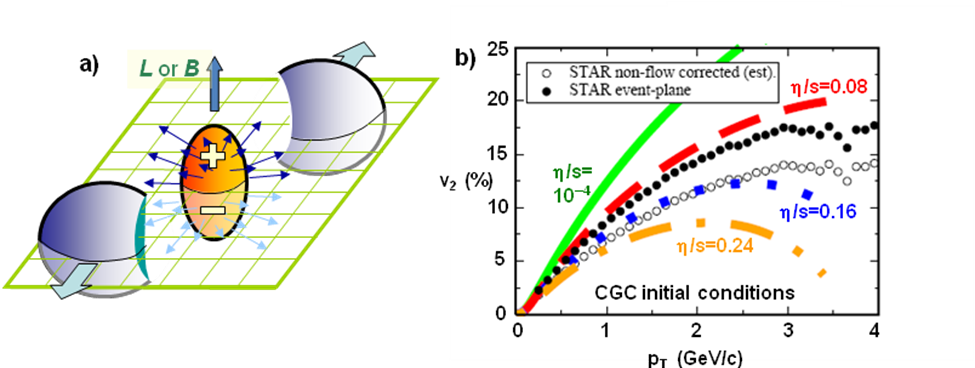 a)
L or B
+
−
b)
25
20
15
10
5
0
v2 (%)
STAR non-flow corrected (est).
STAR event-plane
η/s=0.08
η/s=
10−4
η/s=0.16
η/s=0.24
CGC initial conditions
0 1 2 3 4
pT (GeV/c)